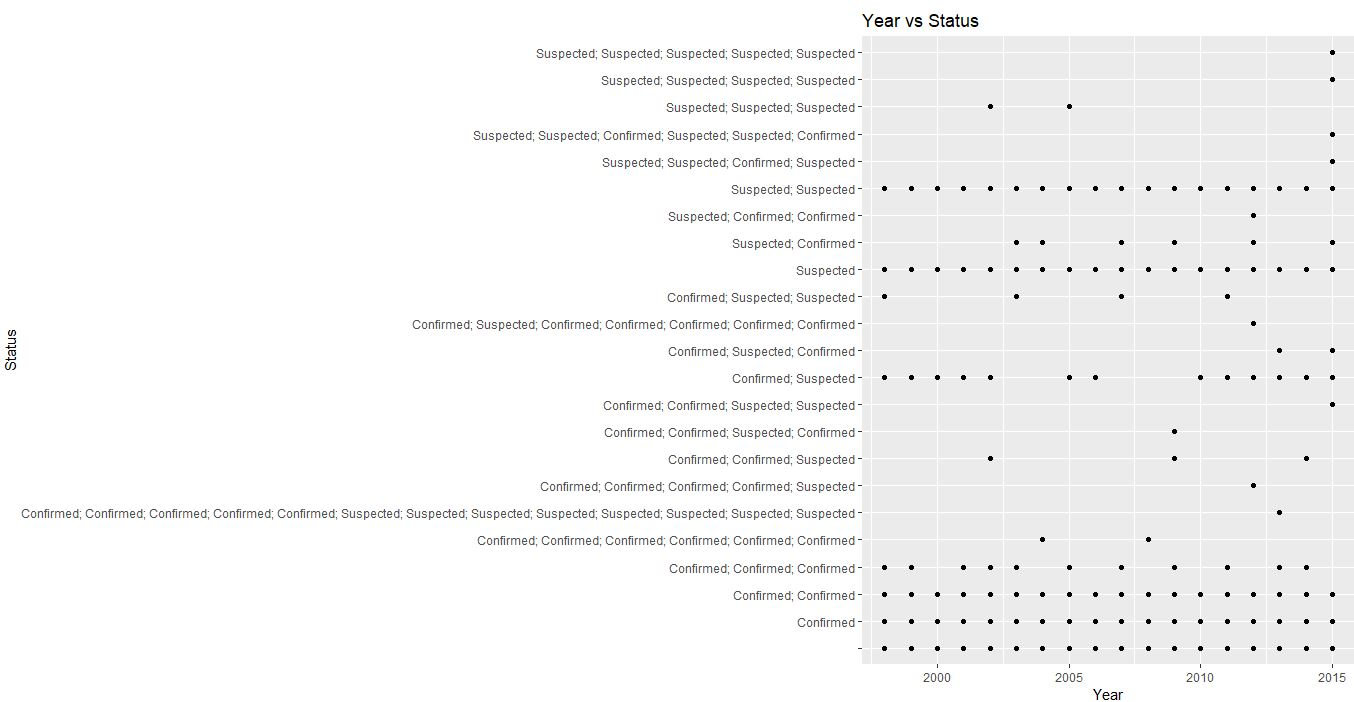 Year vs Status
Suspected; Suspected; Suspected; Suspected; Suspected
Suspected; Suspected; Suspected; Suspected
Suspected; Suspected; Suspected
Suspected; Suspected; Confirmed; Suspected; Suspected; Confirmed
Suspected; Suspected; Confirmed; Suspected
Suspected; Suspected
Suspected; Confirmed; Confirmed
Suspected; Confirmed
Suspected
Confirmed; Suspected; Suspected
Confirmed; Suspected; Confirmed; Confirmed; Confirmed; Confirmed; Confirmed
Confirmed; Suspected; Confirmed
Confirmed; Suspected
Confirmed; Confirmed; Suspected; Suspected
Confirmed; Confirmed; Suspected; Confirmed
Confirmed; Confirmed; Suspected
Confirmed; Confirmed; Confirmed; Confirmed; Suspected
Confirmed; Confirmed; Confirmed; Confirmed; Confirmed; Suspected; Suspected; Suspected; Suspected; Suspected; Suspected; Suspected; Suspected
Confirmed; Confirmed; Confirmed; Confirmed; Confirmed; Confirmed
Confirmed; Confirmed; Confirmed
Confirmed; Confirmed
Confirmed
Status
2000 2005 2010 2015
Year